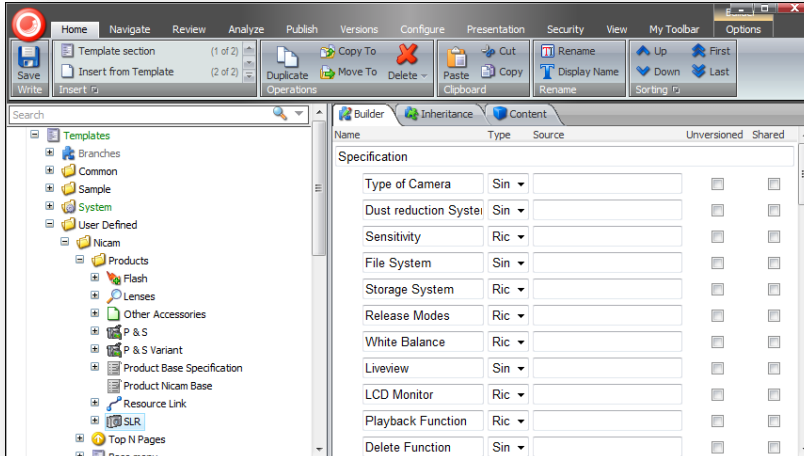 Home Navigate Review Analyze Publish Versions Configure Presentation Security View My Toolbar Options
Save
Write
Template section (1 of 2)
Insert from Template (2 of 2)
Insert
Duplicate
Copy To
Move To
Delete
Operations
Paste
Cut
Copy
Clipboard
Rename
Display Name
Rename
Up First
Down Last
Sorting
Search
Templates
Branches
Common
Sample
System
User Defined
Nicam
Products
Flash
Lenses
Other Accessories
P & S
P & S Variant
Product Base Specification
Product Nicam Base
Resource Link
SLR
Top N Pages
Builder Inheritance Content
Name Type Source Unversioned Shared
Specification
Type of Camera Sin
Dust reduction Syster Sin
Sensitivity Ric
File System Sin
Storage System Ric
Release Modes Ric
White Balance Ric
Liveview Sin
LCD Monitor Ric
Playback Function Ric
Delete Function Sin